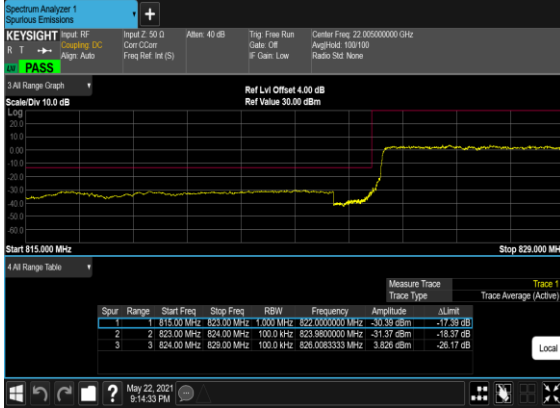 Spectrum Analyzer 1
Spurious Emissions
+
KEYSIGHT Input: RF Input Z: 50 Ω Atten: 40 dB Trig: Free Run Center Freq: 22.005000000 GHz
R T Coupling: DC Corr CCorr Gate: Off Avg|Hold: 100/100
Align: Auto Freq Ref: Int (S) IF Gain: Low Radio Std: None
LXI PASS
3.All Range Graph
Ref Lvl Offset 4.00 dB
Scale/Div 10.0 dB Ref Value 30.00 dBm
Log
20.0
10.0
0.00
-10.0
-20.0
-30.0
-40.0
-50.0
-60.0
Start 815.000 MHz Stop 829.000 MH
4.All Range Table
Measure Trace Trace 1
Trace Type Trace Average (Active)
Spur Range Start Freq Stop Freq RBW Frequency Amplitude ΔLimit
1 1 815.00 MHz 823.00 MHz 1.000 MHz 822.0000000 MHz -30.39 dBm -17.39 dB
2 2 823.00 MHz 824.00 MHz 100.0 kHz 823.9800000 MHz -31.37 dBm -18.37 dB
3 3 824.00 MHz 829.00 MHz 100.0 kHz 826.0083333 MHz 3.826 dBm -26.17 dB
Local
? May 22, 2021
9:14:33 PM